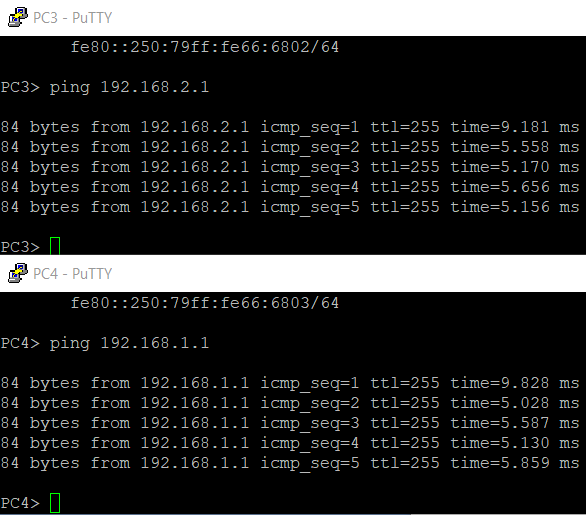 PC3 - PuTTY
fe80::250:79ff:fe66:6802/64
PC3> ping 192.168.2.1
84 bytes from 192.168.2.1 icmp_seq=1 ttl=255 time=9.181 ms
84 bytes from 192.168.2.1 icmp_seq=2 ttl=255 time=5.558 ms
84 bytes from 192.168.2.1 icmp_seq=3 ttl=255 time=5.170 ms
84 bytes from 192.168.2.1 icmp_seq=4 ttl=255 time=5.656 ms
84 bytes from 192.168.2.1 icmp_seq=5 ttl=255 time=5.156 ms
PC3>
PC4 - PuTTY
fe80::250:79ff:fe66:6803/64
PC4> ping 192.168.1.1
84 bytes from 192.168.1.1 icmp_seq=1 ttl=255 time=9.828 ms
84 bytes from 192.168.1.1 icmp_seq=2 ttl=255 time=5.028 ms
84 bytes from 192.168.1.1 icmp_seq=3 ttl=255 time=5.587 ms
84 bytes from 192.168.1.1 icmp_seq=4 ttl=255 time=5.130 ms
84 bytes from 192.168.1.1 icmp_seq=5 ttl=255 time=5.859 ms
PC4>